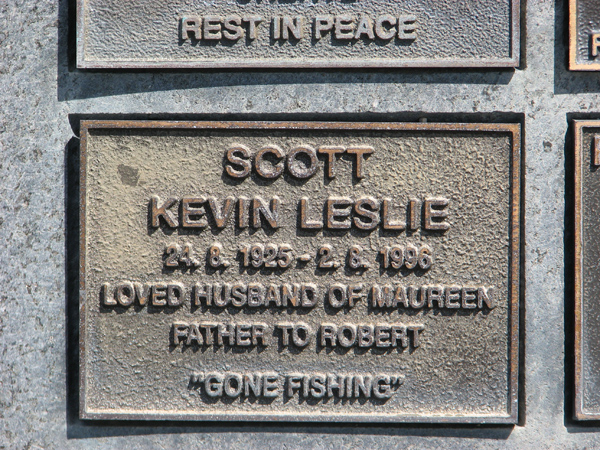 REST IN PEACE
SCOTT
KEVIN LESLIE
24. 8. 1925 - 2. 8. 1996
LOVED HUSBAND OF MAUREEN
FATHER TO ROBERT
"GONE FISHING"